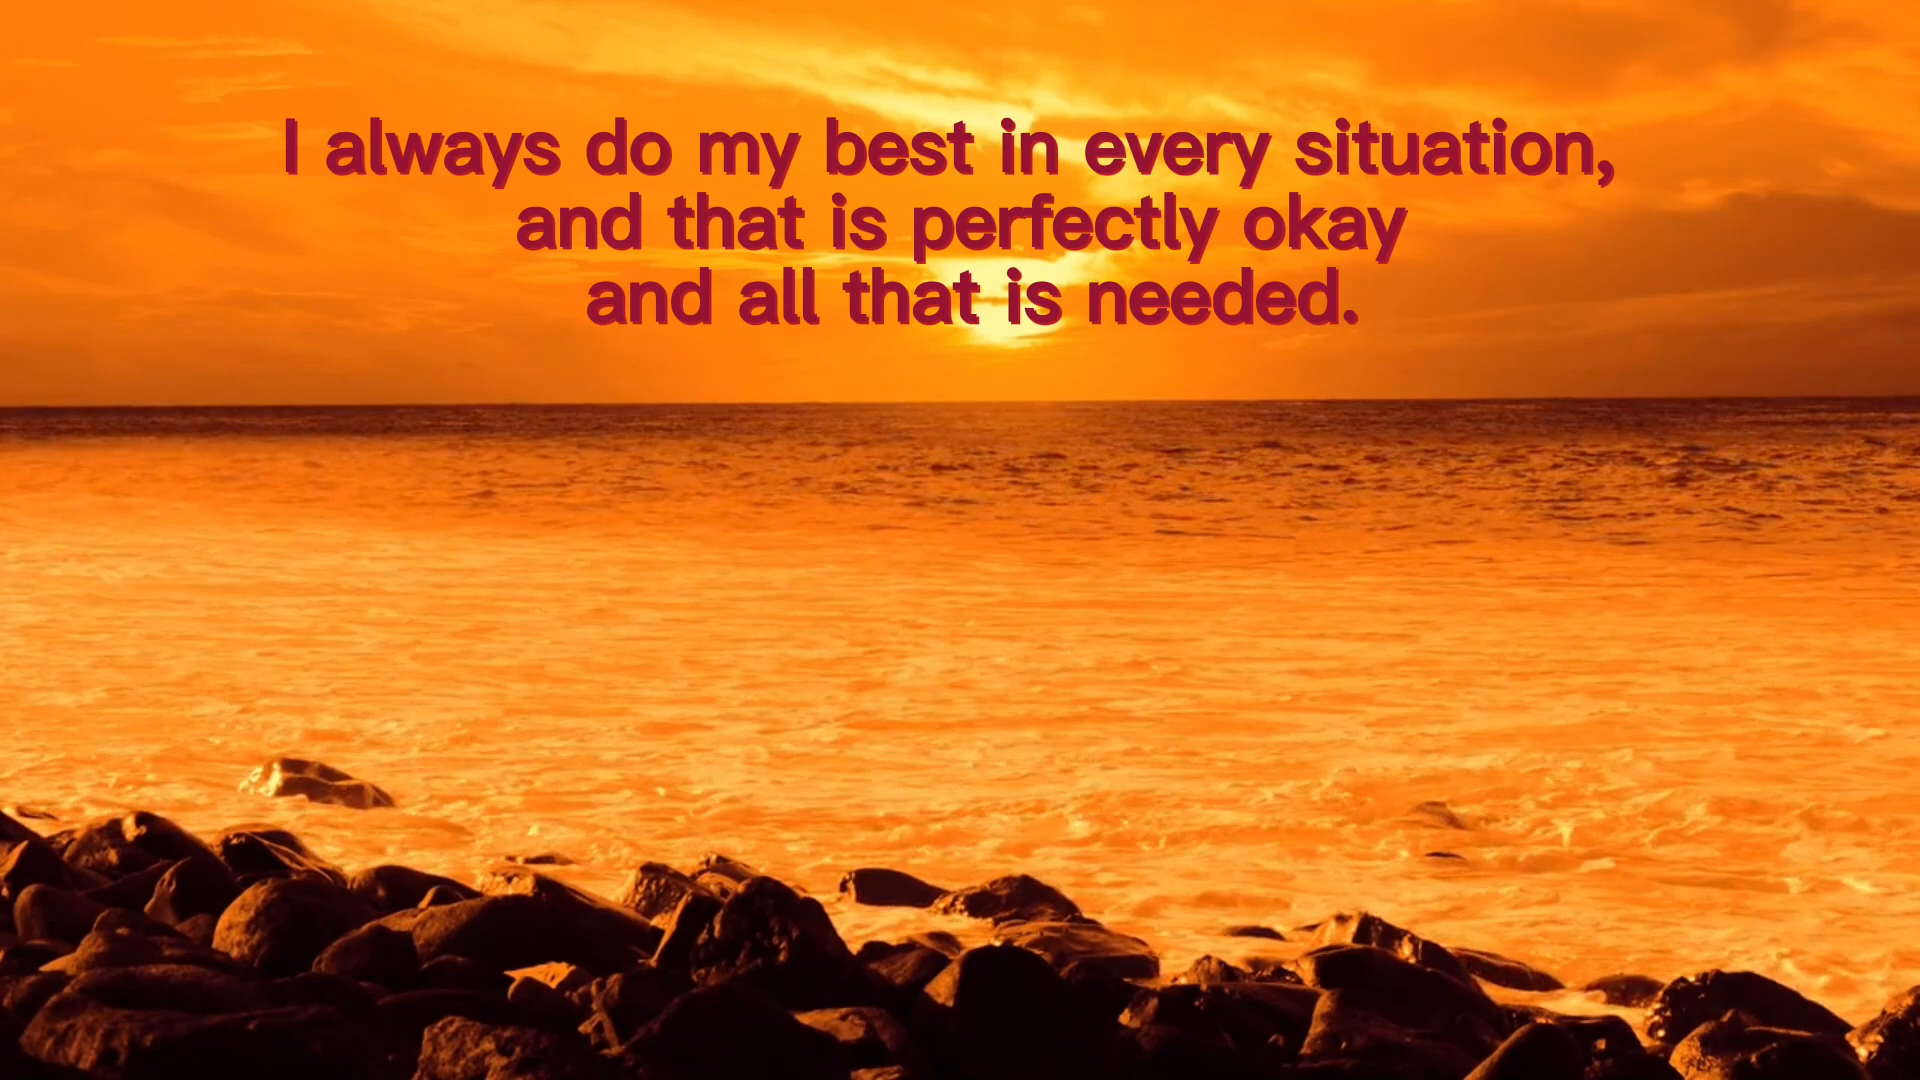 I always do my best in every situation,
and that is perfectly okay
and all that is needed.